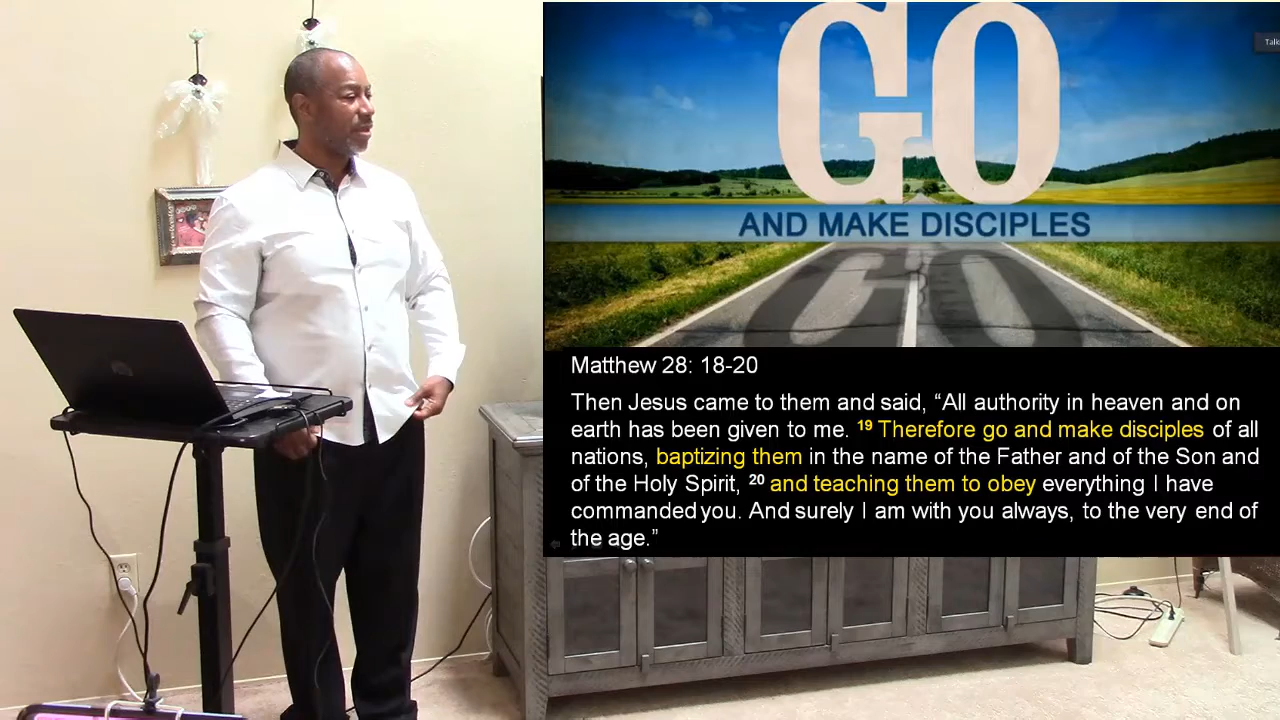 GO
Talk
AND MAKE DISCIPLES
Matthew 28: 18-20
Then Jesus came to them and said, “All authority in heaven and on
earth has been given to me. 19 Therefore go and make disciples of all
nations, baptizing them in the name of the Father and of the Son and
of the Holy Spirit, 20 and teaching them to obey everything I have
commanded you. And surely I am with you always, to the very end of
the age.”